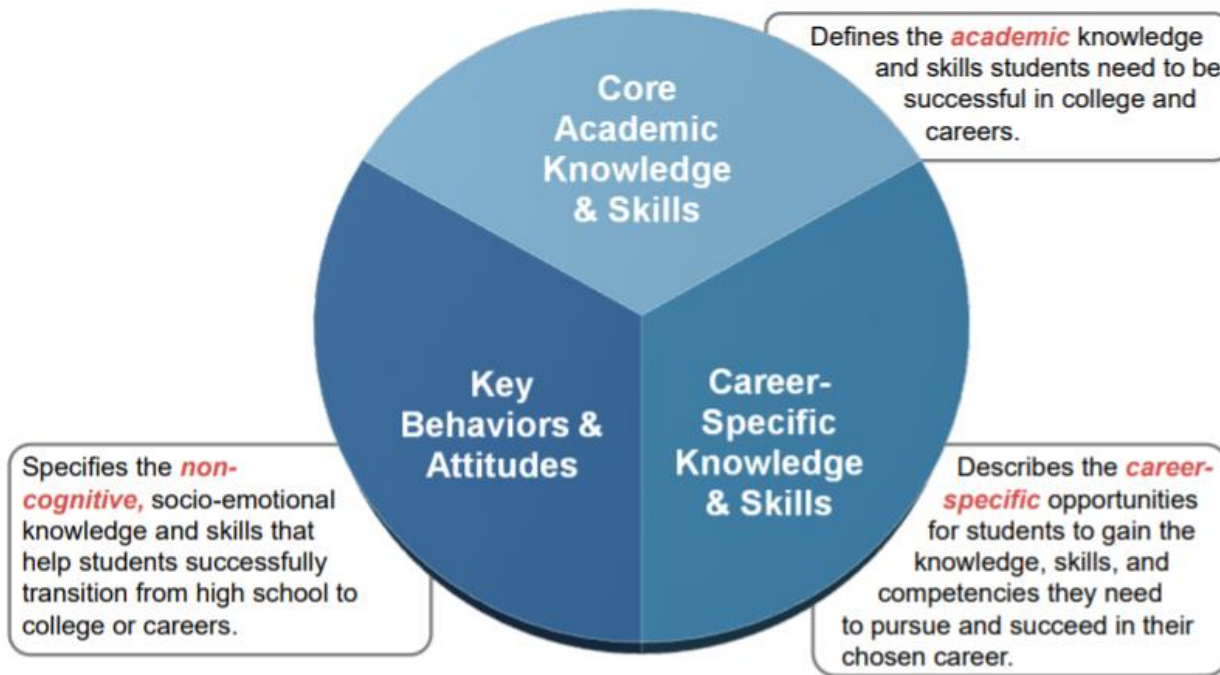 Core
Academic
Knowledge
& Skills
Defines the academic knowledge
and skills students need to be
successful in college and
careers.
Key
Behaviors &
Attitudes
Career-
Specific
Knowledge
& Skills
Specifies the non-
cognitive, socio-emotional
knowledge and skills that
help students successfully
transition from high school to
college or careers.
Describes the career-
specific opportunities
for students to gain the
knowledge, skills, and
competencies they need
to pursue and succeed in their
chosen career.